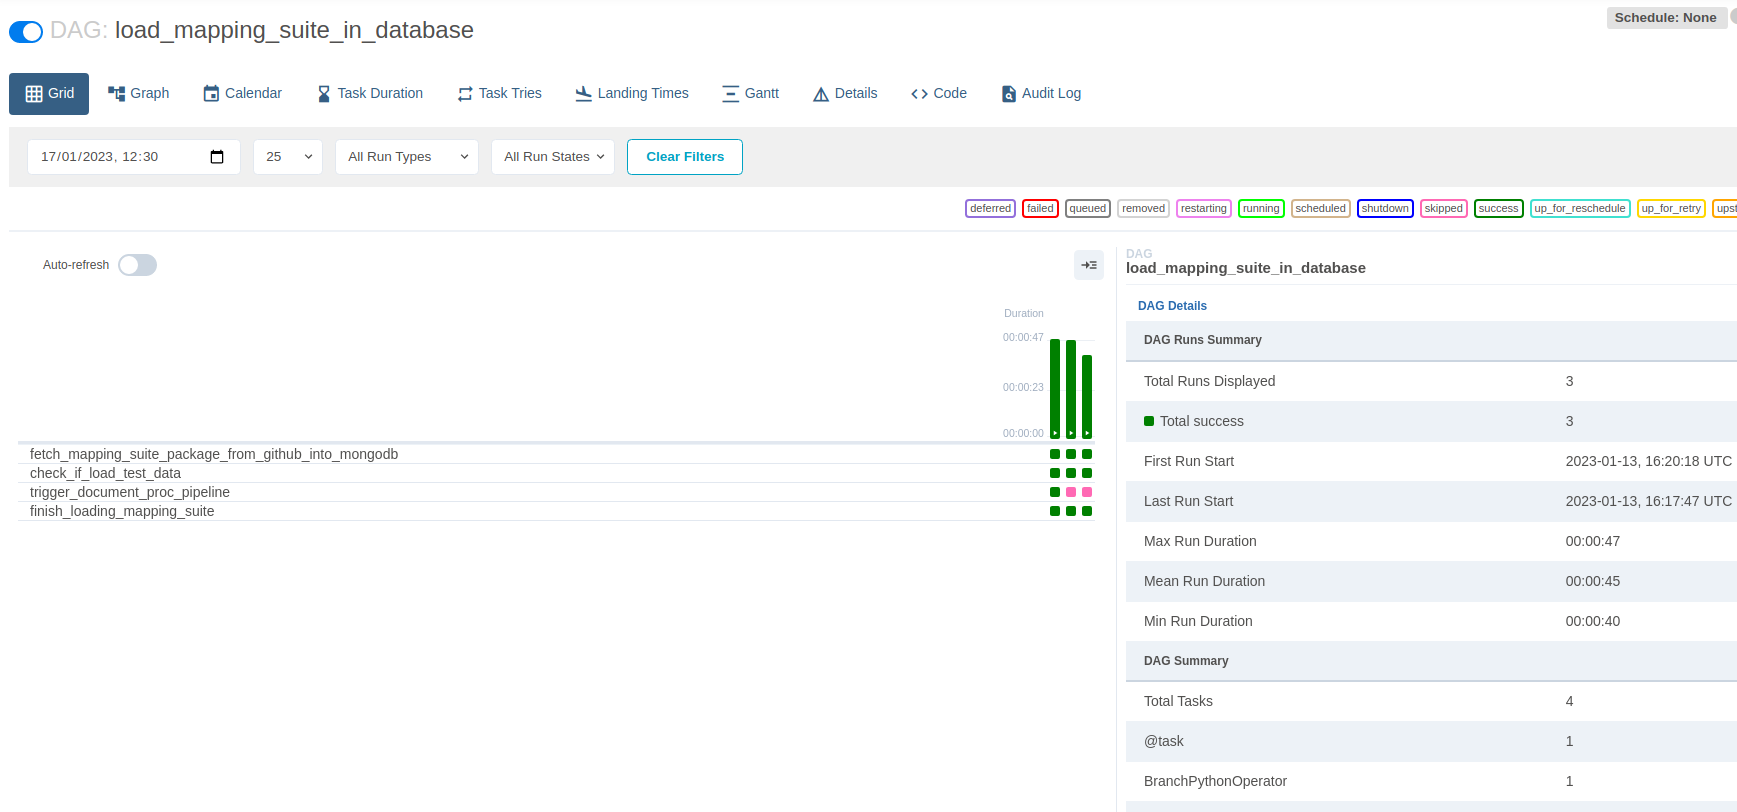 DAG: load_mapping_suite_in_database
Schedule: None
Grid Graph Calendar Task Duration Task Tries Landing Times Gantt Details Code Audit Log
17/01/2023, 12:30 25 All Run Types All Run States Clear Filters
deferred failed queued removed restarting running scheduled shutdown skipped success up_for_reschedule up_for_retry upst
Auto-refresh
Duration
00:00:47
00:00:23
00:00:00
fetch_mapping_suite_package_from_github_into_mongodb
check_if_load_test_data
trigger_document_proc_pipeline
finish_loading_mapping_suite
DAG
load_mapping_suite_in_database
DAG Details
DAG Runs Summary
Total Runs Displayed 3
Total success 3
First Run Start 2023-01-13, 16:20:18 UTC
Last Run Start 2023-01-13, 16:17:47 UTC
Max Run Duration 00:00:47
Mean Run Duration 00:00:45
Min Run Duration 00:00:40
DAG Summary
Total Tasks 4
@task 1
BranchPythonOperator 1